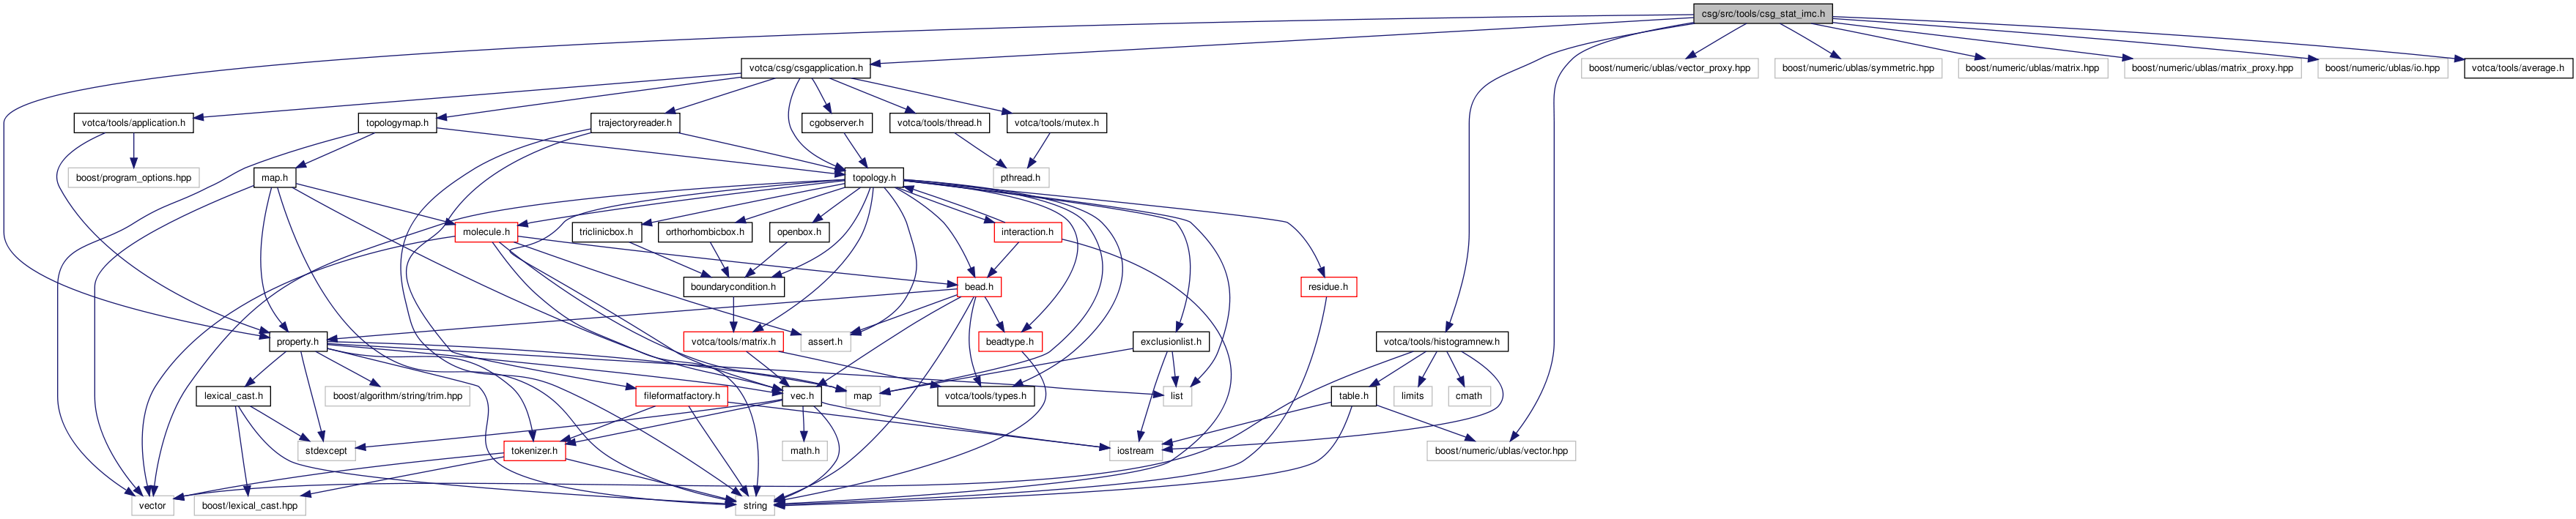 csg/src/tools/csg_stat_imc.h
votca/csg/csgapplication.h
boost/numeric/ublas/vector_proxy.hpp
boost/numeric/ublas/symmetric.hpp
boost/numeric/ublas/matrix.hpp
boost/numeric/ublas/matrix_proxy.hpp
boost/numeric/ublas/io.hpp
votca/tools/average.h
votca/tools/application.h
topologymap.h
trajectoryreader.h
cgobserver.h
votca/tools/thread.h
votca/tools/mutex.h
boost/program_options.hpp
map.h
topology.h
pthread.h
molecule.h
triclinicbox.h
orthorhombicbox.h
openbox.h
interaction.h
boundarycondition.h
bead.h
residue.h
property.h
votca/tools/matrix.h
assert.h
beadtype.h
exclusionlist.h
votca/tools/histogramnew.h
lexical_cast.h
boost/algorithm/string/trim.hpp
fileformatfactory.h
vec.h
map
votca/tools/types.h
list
table.h
limits
cmath
stdexcept
tokenizer.h
math.h
iostream
boost/numeric/ublas/vector.hpp
vector
boost/lexical_cast.hpp
string